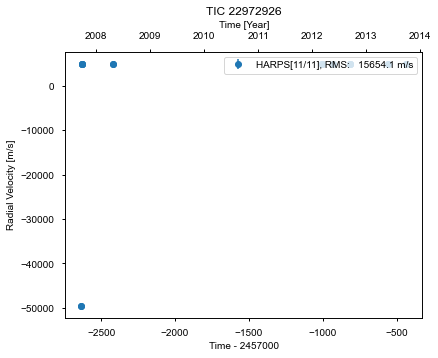 TIC 22972926
Time [Year]
2008 2009 2010 2011 2012 2013 2014
HARPS[11/11], RMS: 15654.1 m/s
Radial Velocity [m/s]
0
−10000
−20000
−30000
−40000
−50000
−2500 −2000 −1500 −1000 −500
Time - 2457000